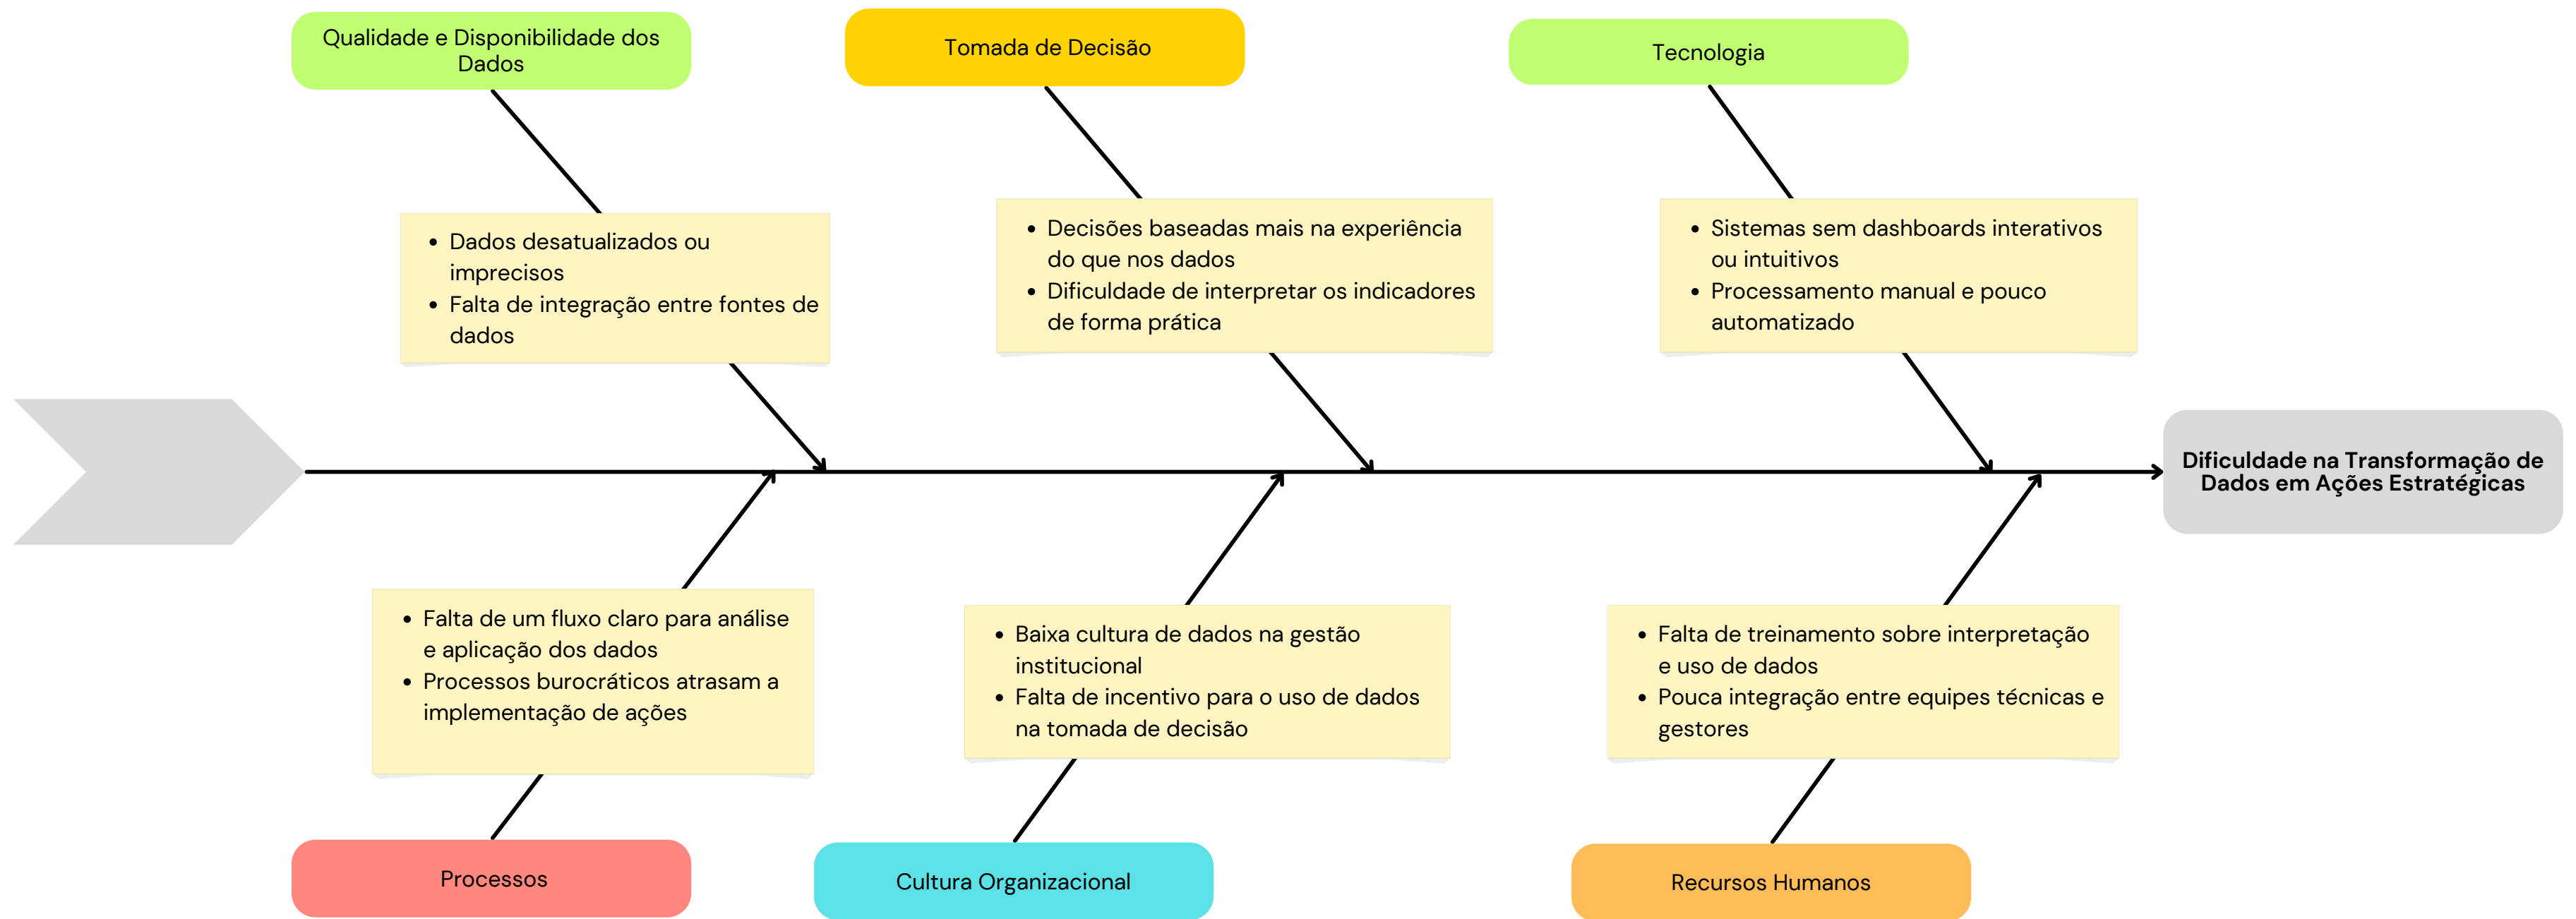 Qualidade e Disponibilidade dos
Dados
Tomada de Decisão
Tecnologia
• Dados desatualizados ou
imprecisos
• Falta de integração entre fontes de
dados
• Decisões baseadas mais na experiência
do que nos dados
• Dificuldade de interpretar os indicadores
de forma prática
• Sistemas sem dashboards interativos
ou intuitivos
• Processamento manual e pouco
automatizado
Dificuldade na Transformação de
Dados em Ações Estratégicas
• Falta de um fluxo claro para análise
e aplicação dos dados
• Processos burocráticos atrasam a
implementação de ações
• Baixa cultura de dados na gestão
institucional
• Falta de incentivo para o uso de dados
na tomada de decisão
• Falta de treinamento sobre interpretação
e uso de dados
• Pouca integração entre equipes técnicas e
gestores
Processos
Cultura Organizacional
Recursos Humanos